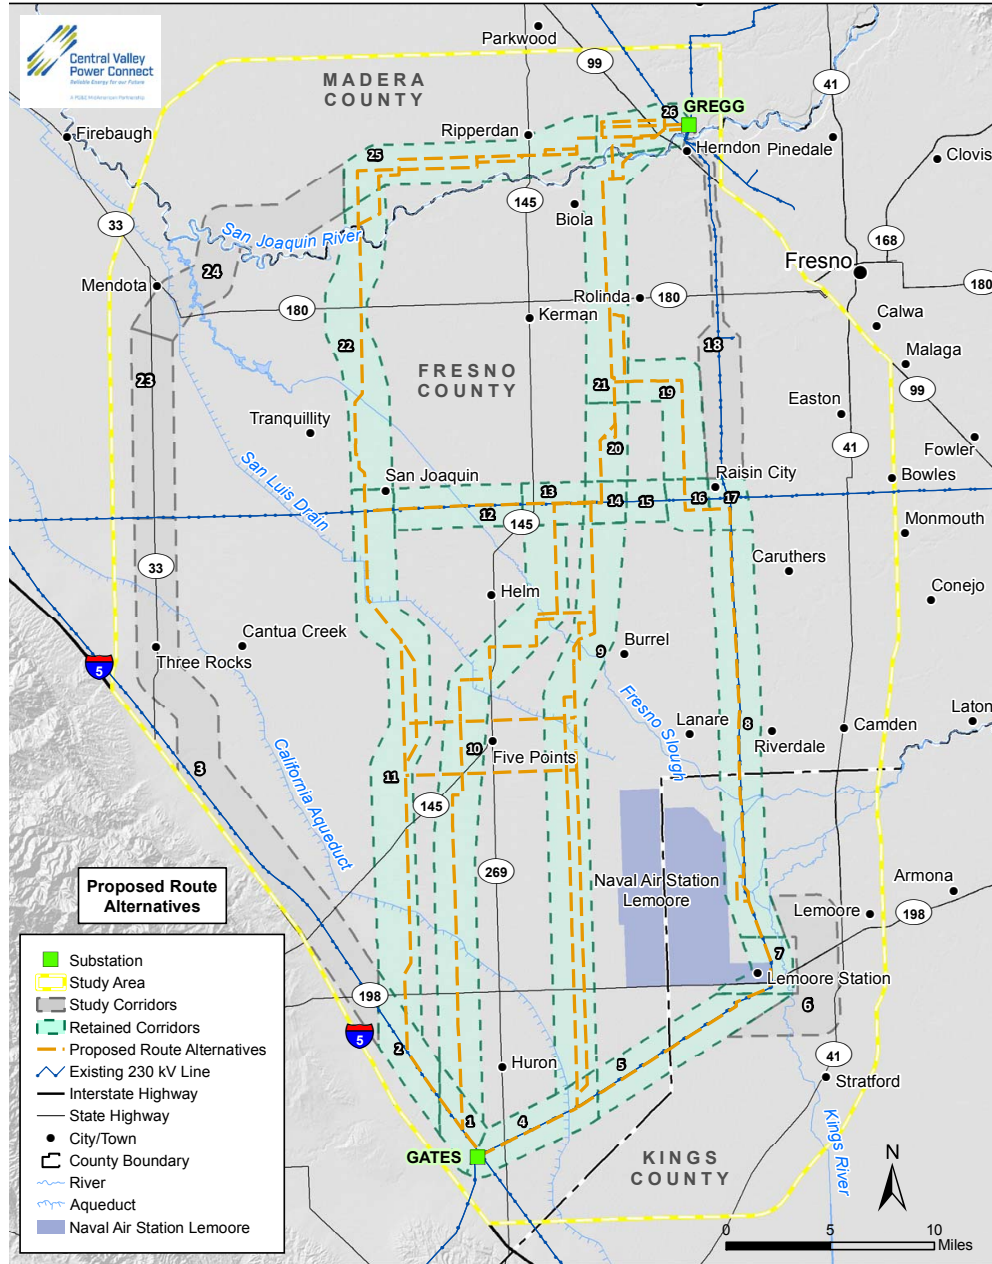 Central Valley
Power Connect
Reliable Energy for our Future
A PG&E MidAmerican Partnership
Parkwood
99
41
MADERA
COUNTY
GREGG
26
Firebaugh
Ripperdan
Herndon
Pinedale
Clovis
25
145
33
Biola
San Joaquin River
168
24
Fresno
Mendota
Rolinda
180
180
180
Kerman
Calwa
22
18
Malaga
23
FRESNO
COUNTY
21
19
99
Easton
Tranquillity
41
Fowler
20
San Luis Drain
San Joaquin
Raisin City
Bowles
13
14
15
16
17
12
145
Monmouth
Caruthers
33
Helm
Conejo
Cantua Creek
Three Rocks
5
Burrel
9
Fresno Slough
Laton
Lanare
8
Riverdale
Camden
10
Five Points
3
California Aqueduct
11
145
269
Naval Air Station
Lemoore
Armona
Lemoore
198
7
Lemoore Station
198
6
5
2
Huron
5
41
Stratford
1
4
GATES
KINGS
COUNTY
Kings River
N
0
5
10
Miles
Proposed Route
Alternatives
Substation
Study Area
Study Corridors
Retained Corridors
Proposed Route Alternatives
Existing 230 kV Line
Interstate Highway
State Highway
City/Town
County Boundary
River
Aqueduct
Naval Air Station Lemoore